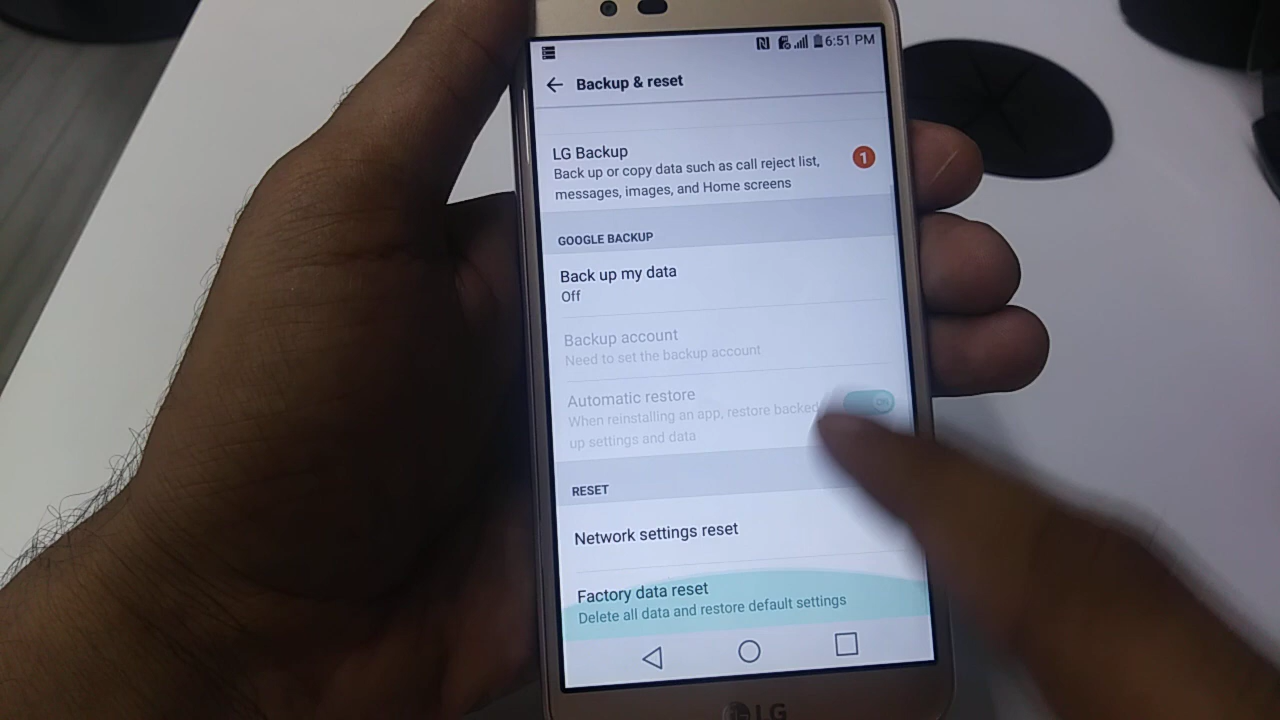 6:51 PM
Backup & reset
LG Backup
Back up or copy data such as call reject list,
messages, images, and Home screens
1
GOOGLE BACKUP
Back up my data
Off
Backup account
Need to set the backup account
Automatic restore
When reinstalling an app, restore backed
up settings and data
ON
RESET
Network settings reset
Factory data reset
Delete all data and restore default settings
LG